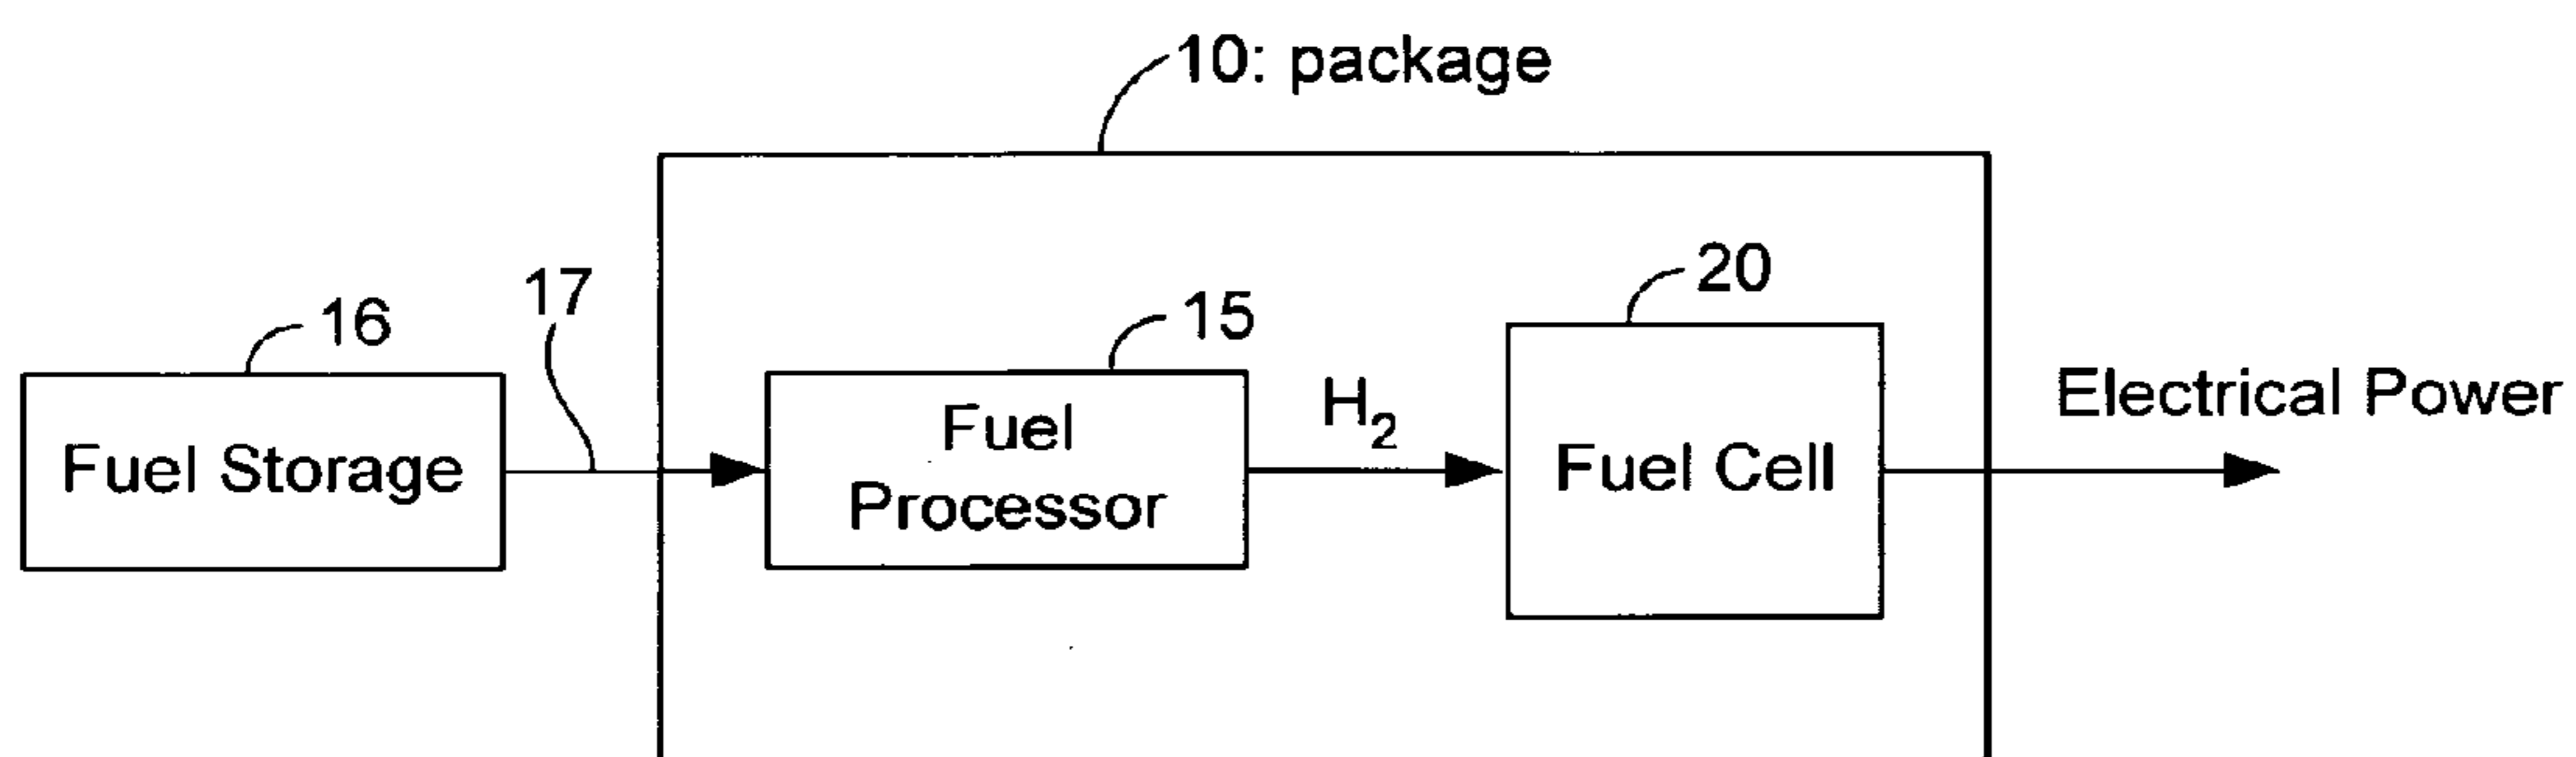 10: package
16
17
15
20
Fuel Storage
Fuel
Processor
H2
Fuel Cell
Electrical Power